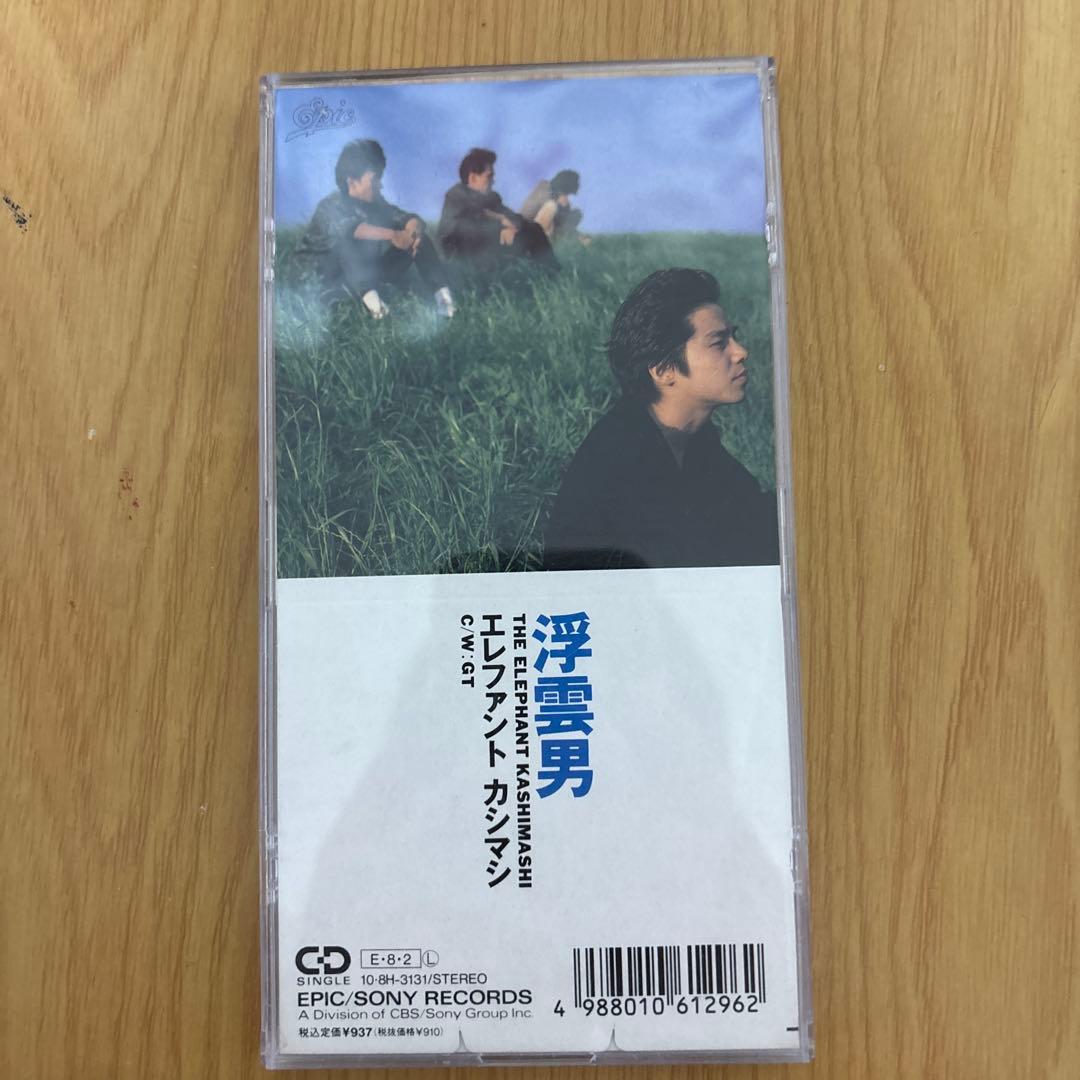 Epic
浮雲男
THE ELEPHANT KASHIMASHI
エレファント カシマシ
C/W:GT
CD
SINGLE
E·8·2 L
10·8H-3131/STEREO
EPIC/SONY RECORDS
A Division of CBS/Sony Group Inc.
税込定価¥937(税抜価格¥910)
4 988010 612962